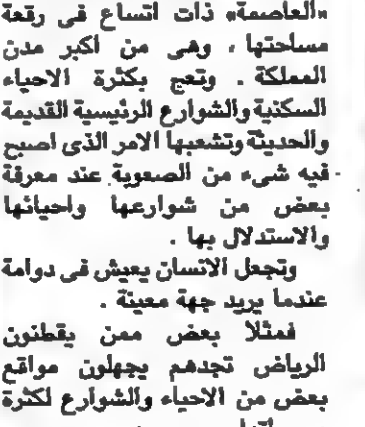 «العاصمة» ذات اتساع فى رقعة
مساحتها ، وهى من اكبر مدن
المملكة . وتعج بكثرة الاحياء
السكنية والشوارع الرئيسية القديمة
والحديثة وتشعبها الامر الذى اصبح
فيه شىء من الصعوبة عند معرفة
بعض من شوارعها واحيائها
والاستدلال بها .
وتجعل الانسان يعيش فى دوامة
عندما يريد جهة معينة .
فمثلا بعض ممن يقطنون
الرياض تجدهم يجهلون مواقع
بعض من الاحياء والشوارع لكثرة